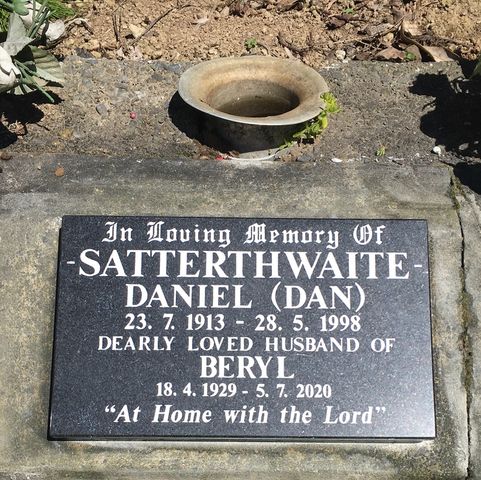 In Loving Memory Of
-SATTERTHWAITE-
DANIEL (DAN)
23. 7. 1913 - 28. 5. 1998
DEARLY LOVED HUSBAND OF
BERYL
18. 4. 1929 - 5. 7. 2020
"At Home with the Lord"